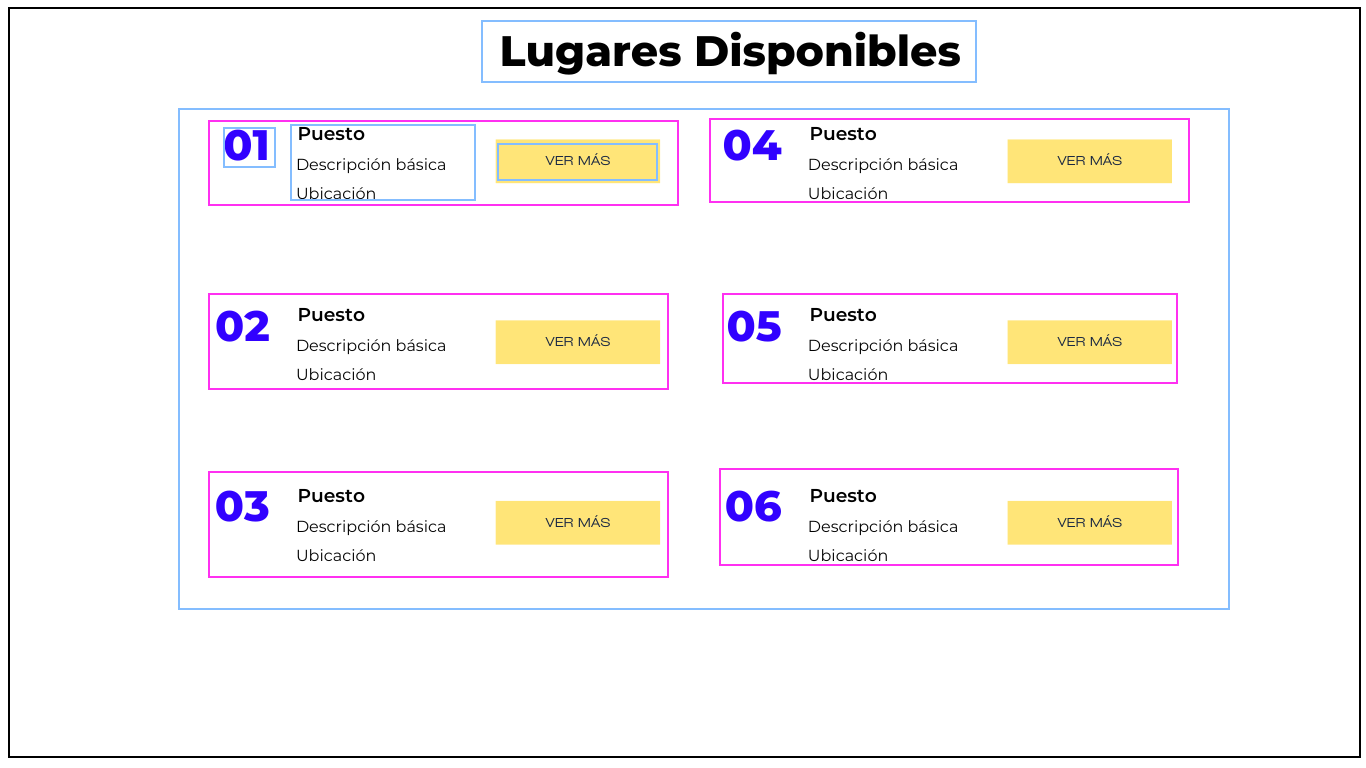 Lugares Disponibles
01
Puesto
Descripción básica
Ubicación
VER MÁS
02
Puesto
Descripción básica
Ubicación
VER MÁS
03
Puesto
Descripción básica
Ubicación
VER MÁS
04
Puesto
Descripción básica
Ubicación
VER MÁS
05
Puesto
Descripción básica
Ubicación
VER MÁS
06
Puesto
Descripción básica
Ubicación
VER MÁS